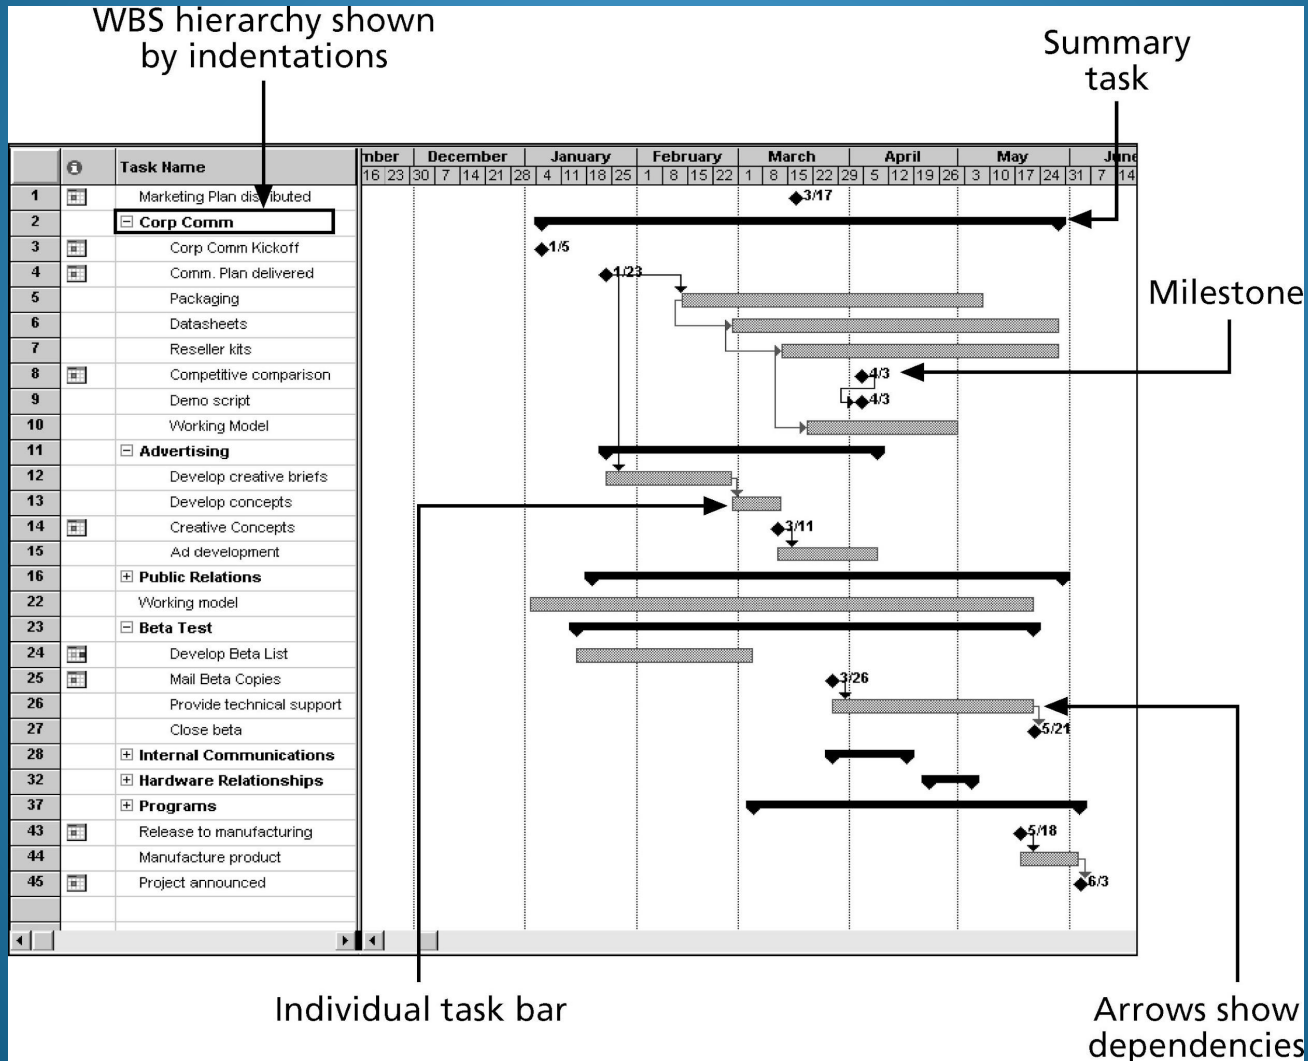 WBS hierarchy shown
by indentations
Summary
task
Task Name
mber December January February March April May June
16 23 30 7 14 21 28 4 11 18 25 1 8 15 22 1 8 15 22 29 5 12 19 26 3 10 17 24 31 7 14
1 Marketing Plan distributed 3/17
2 Corp Comm
3 Corp Comm Kickoff 1/5
4 Comm. Plan delivered 1/23
5 Packaging
Milestone
6 Datasheets
7 Reseller kits
8 Competitive comparison 4/3
9 Demo script 4/3
10 Working Model
11 Advertising
12 Develop creative briefs
13 Develop concepts
14 Creative Concepts 3/11
15 Ad development
16 Public Relations
22 Working model
23 Beta Test
24 Develop Beta List
25 Mail Beta Copies 3/26
26 Provide technical support
27 Close beta 5/21
28 Internal Communications
32 Hardware Relationships
37 Programs
43 Release to manufacturing 5/18
44 Manufacture product
45 Project announced 6/3
Individual task bar
Arrows show
dependencies